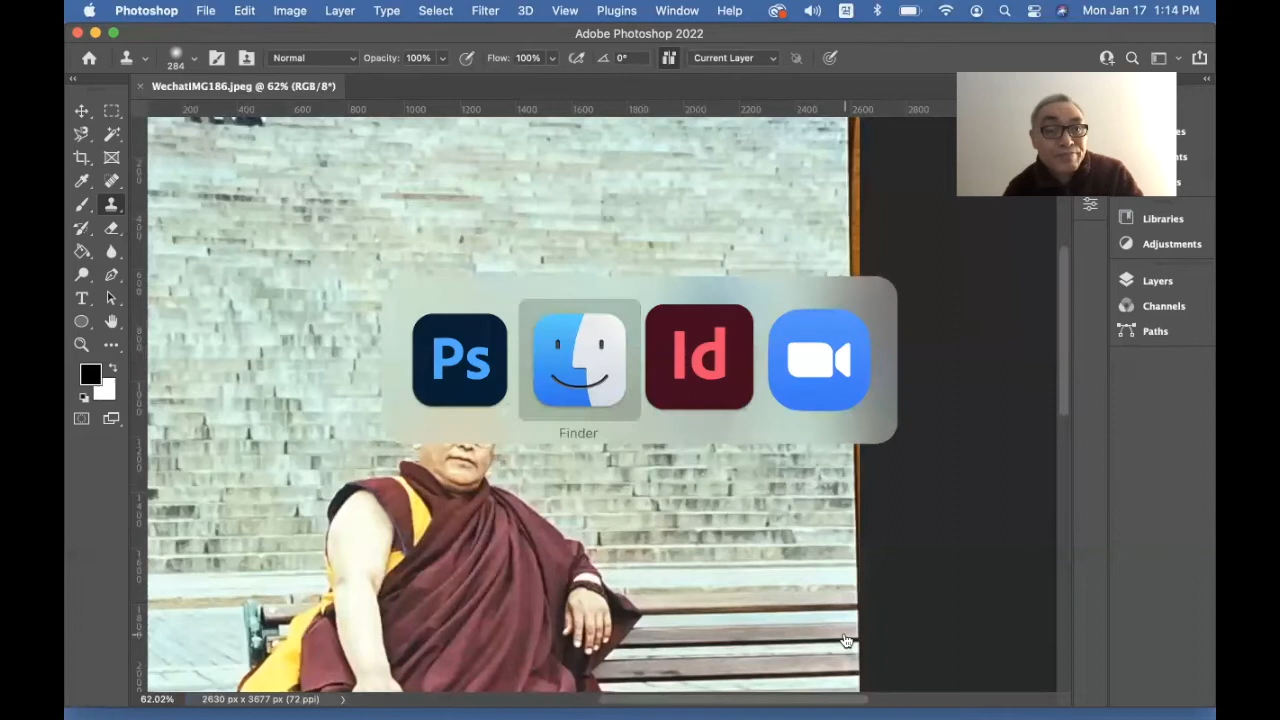 Photoshop File Edit Image Layer Type Select Filter 3D View Plugins Window Help Mon Jan 17 1:14 PM
Adobe Photoshop 2022
284 Normal Opacity: 100% Flow: 100% 0° Current Layer
WechatIMG186.jpeg @ 62% (RGB/8*)
200 400 600 800 1000 1200 1400 1600 1800 2000 2200 2400 2600 2800
Libraries
Adjustments
Layers
Channels
Paths
Ps Id
Finder
T
62.02% 2630 px x 3677 px (72 ppi)